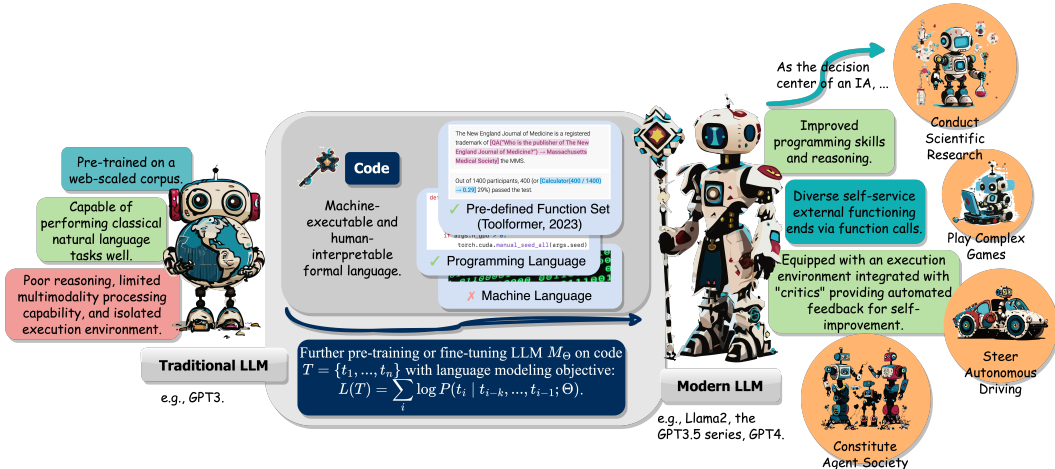 Pre-trained on a
web-scaled corpus.
Capable of
performing classical
natural language
tasks well.
Poor reasoning, limited
multimodality processing
capability, and isolated
execution environment.
Traditional LLM
e.g., GPT3.
Code
Machine-
executable and
human-
interpretable
formal language.
The New England Journal of Medicine is a registered
trademark of [QA("Who is the publisher of The New
England Journal of Medicine?") → Massachusetts
Medical Society] the MMS.
Out of 1400 participants, 400 (or [Calculator(400 / 1400)
→ 0.29] 29%) passed the test.
✓ Pre-defined Function Set
(Toolformer, 2023)
torch.cuda.manual_seed_all(args.seed)
✓ Programming Language
✗ Machine Language
Further pre-training or fine-tuning LLM M_Θ on code
T = {t_1, ..., t_n} with language modeling objective:
L(T) = ∑_i log P(t_i | t_{i-k}, ..., t_{i-1}; Θ).
Modern LLM
e.g., Llama2, the
GPT3.5 series, GPT4.
As the decision
center of an IA, ...
Improved
programming skills
and reasoning.
Diverse self-service
external functioning
ends via function calls.
Equipped with an execution
environment integrated with
"critics" providing automated
feedback for self-
improvement.
Conduct
Scientific
Research
Play Complex
Games
Steer
Autonomous
Driving
Constitute
Agent Society